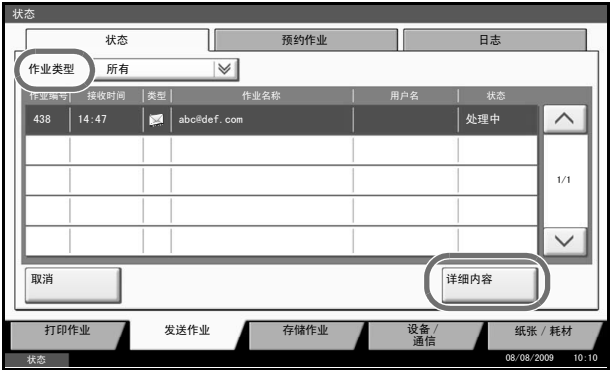 状态
状态 预约作业 日志
作业类型 所有
作业编号 接收时间 类型 作业名称 用户名 状态
438 14:47 abc@def.com 处理中
1/1
取消 详细内容
打印作业 发送作业 存储作业 设备 / 通信 纸张 / 耗材
状态 08/08/2009 10:10